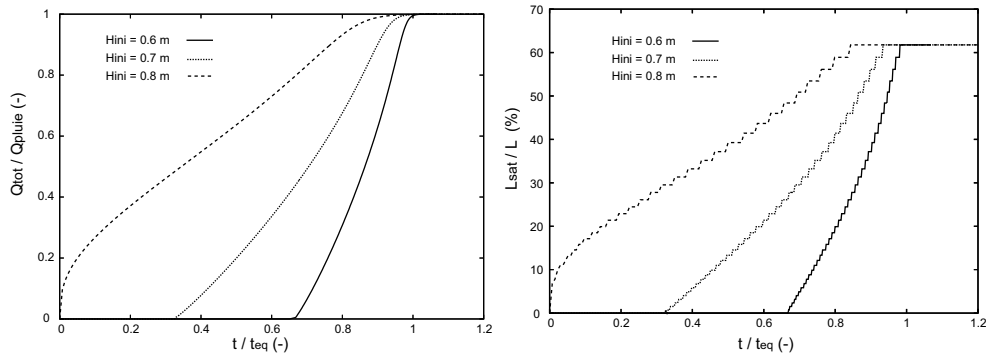 Qtot / Qpluie (-)
1
0.8
0.6
0.4
0.2
0
Hini = 0.6 m
Hini = 0.7 m
Hini = 0.8 m
0 0.2 0.4 0.6 0.8 1 1.2
t / teq (-)
Lsat / L (%)
70
60
50
40
30
20
10
0
Hini = 0.6 m
Hini = 0.7 m
Hini = 0.8 m
0 0.2 0.4 0.6 0.8 1 1.2
t / teq (-)